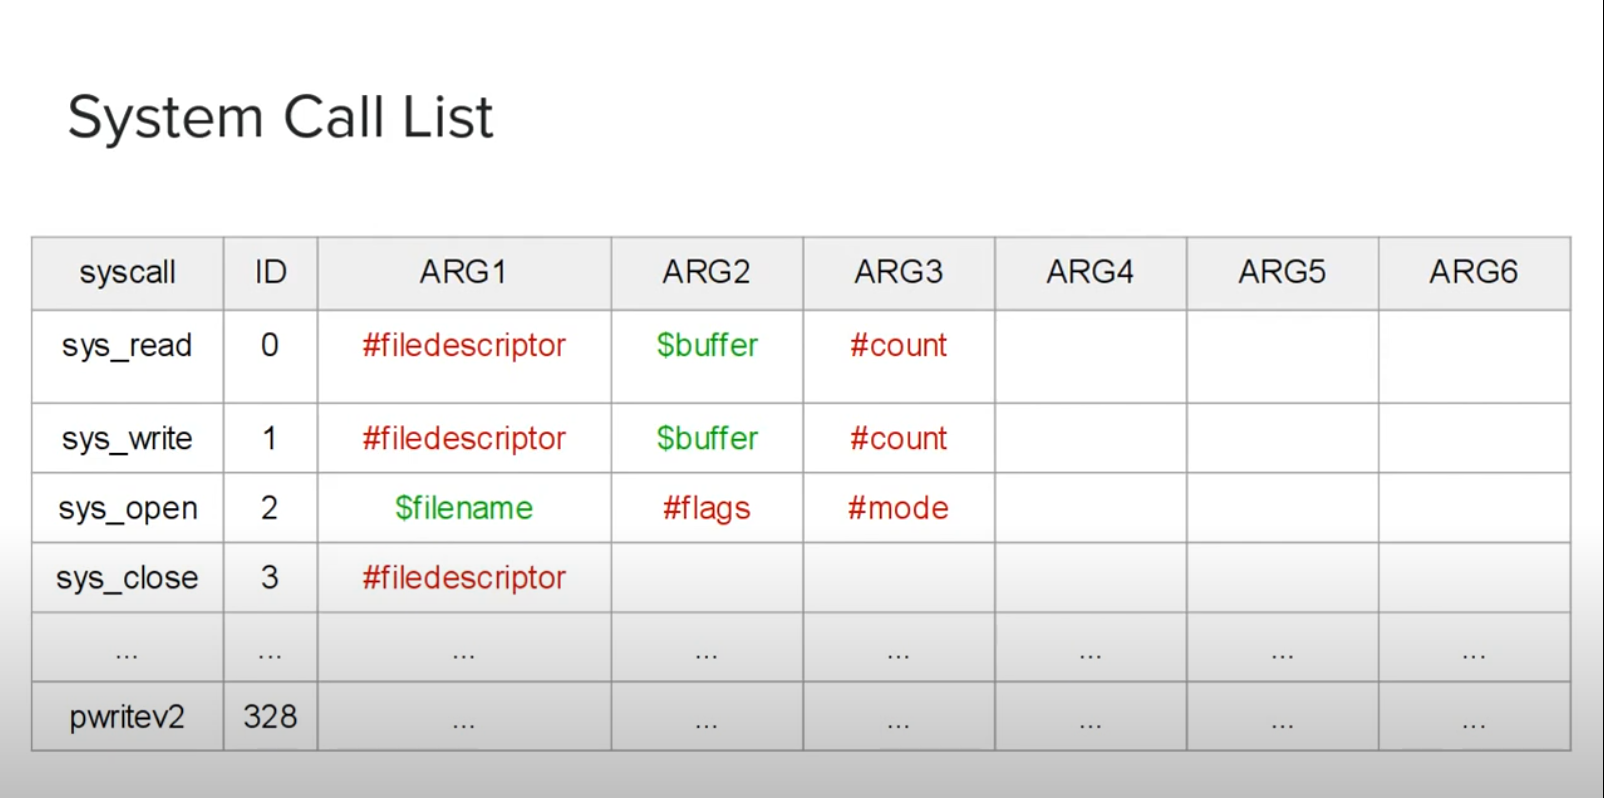 System Call List
syscall ID ARG1 ARG2 ARG3 ARG4 ARG5 ARG6
sys_read 0 #filedescriptor $buffer #count
sys_write 1 #filedescriptor $buffer #count
sys_open 2 $filename #flags #mode
sys_close 3 #filedescriptor
... ... ... ... ... ... ... ...
pwritev2 328 ... ... ... ... ... ...